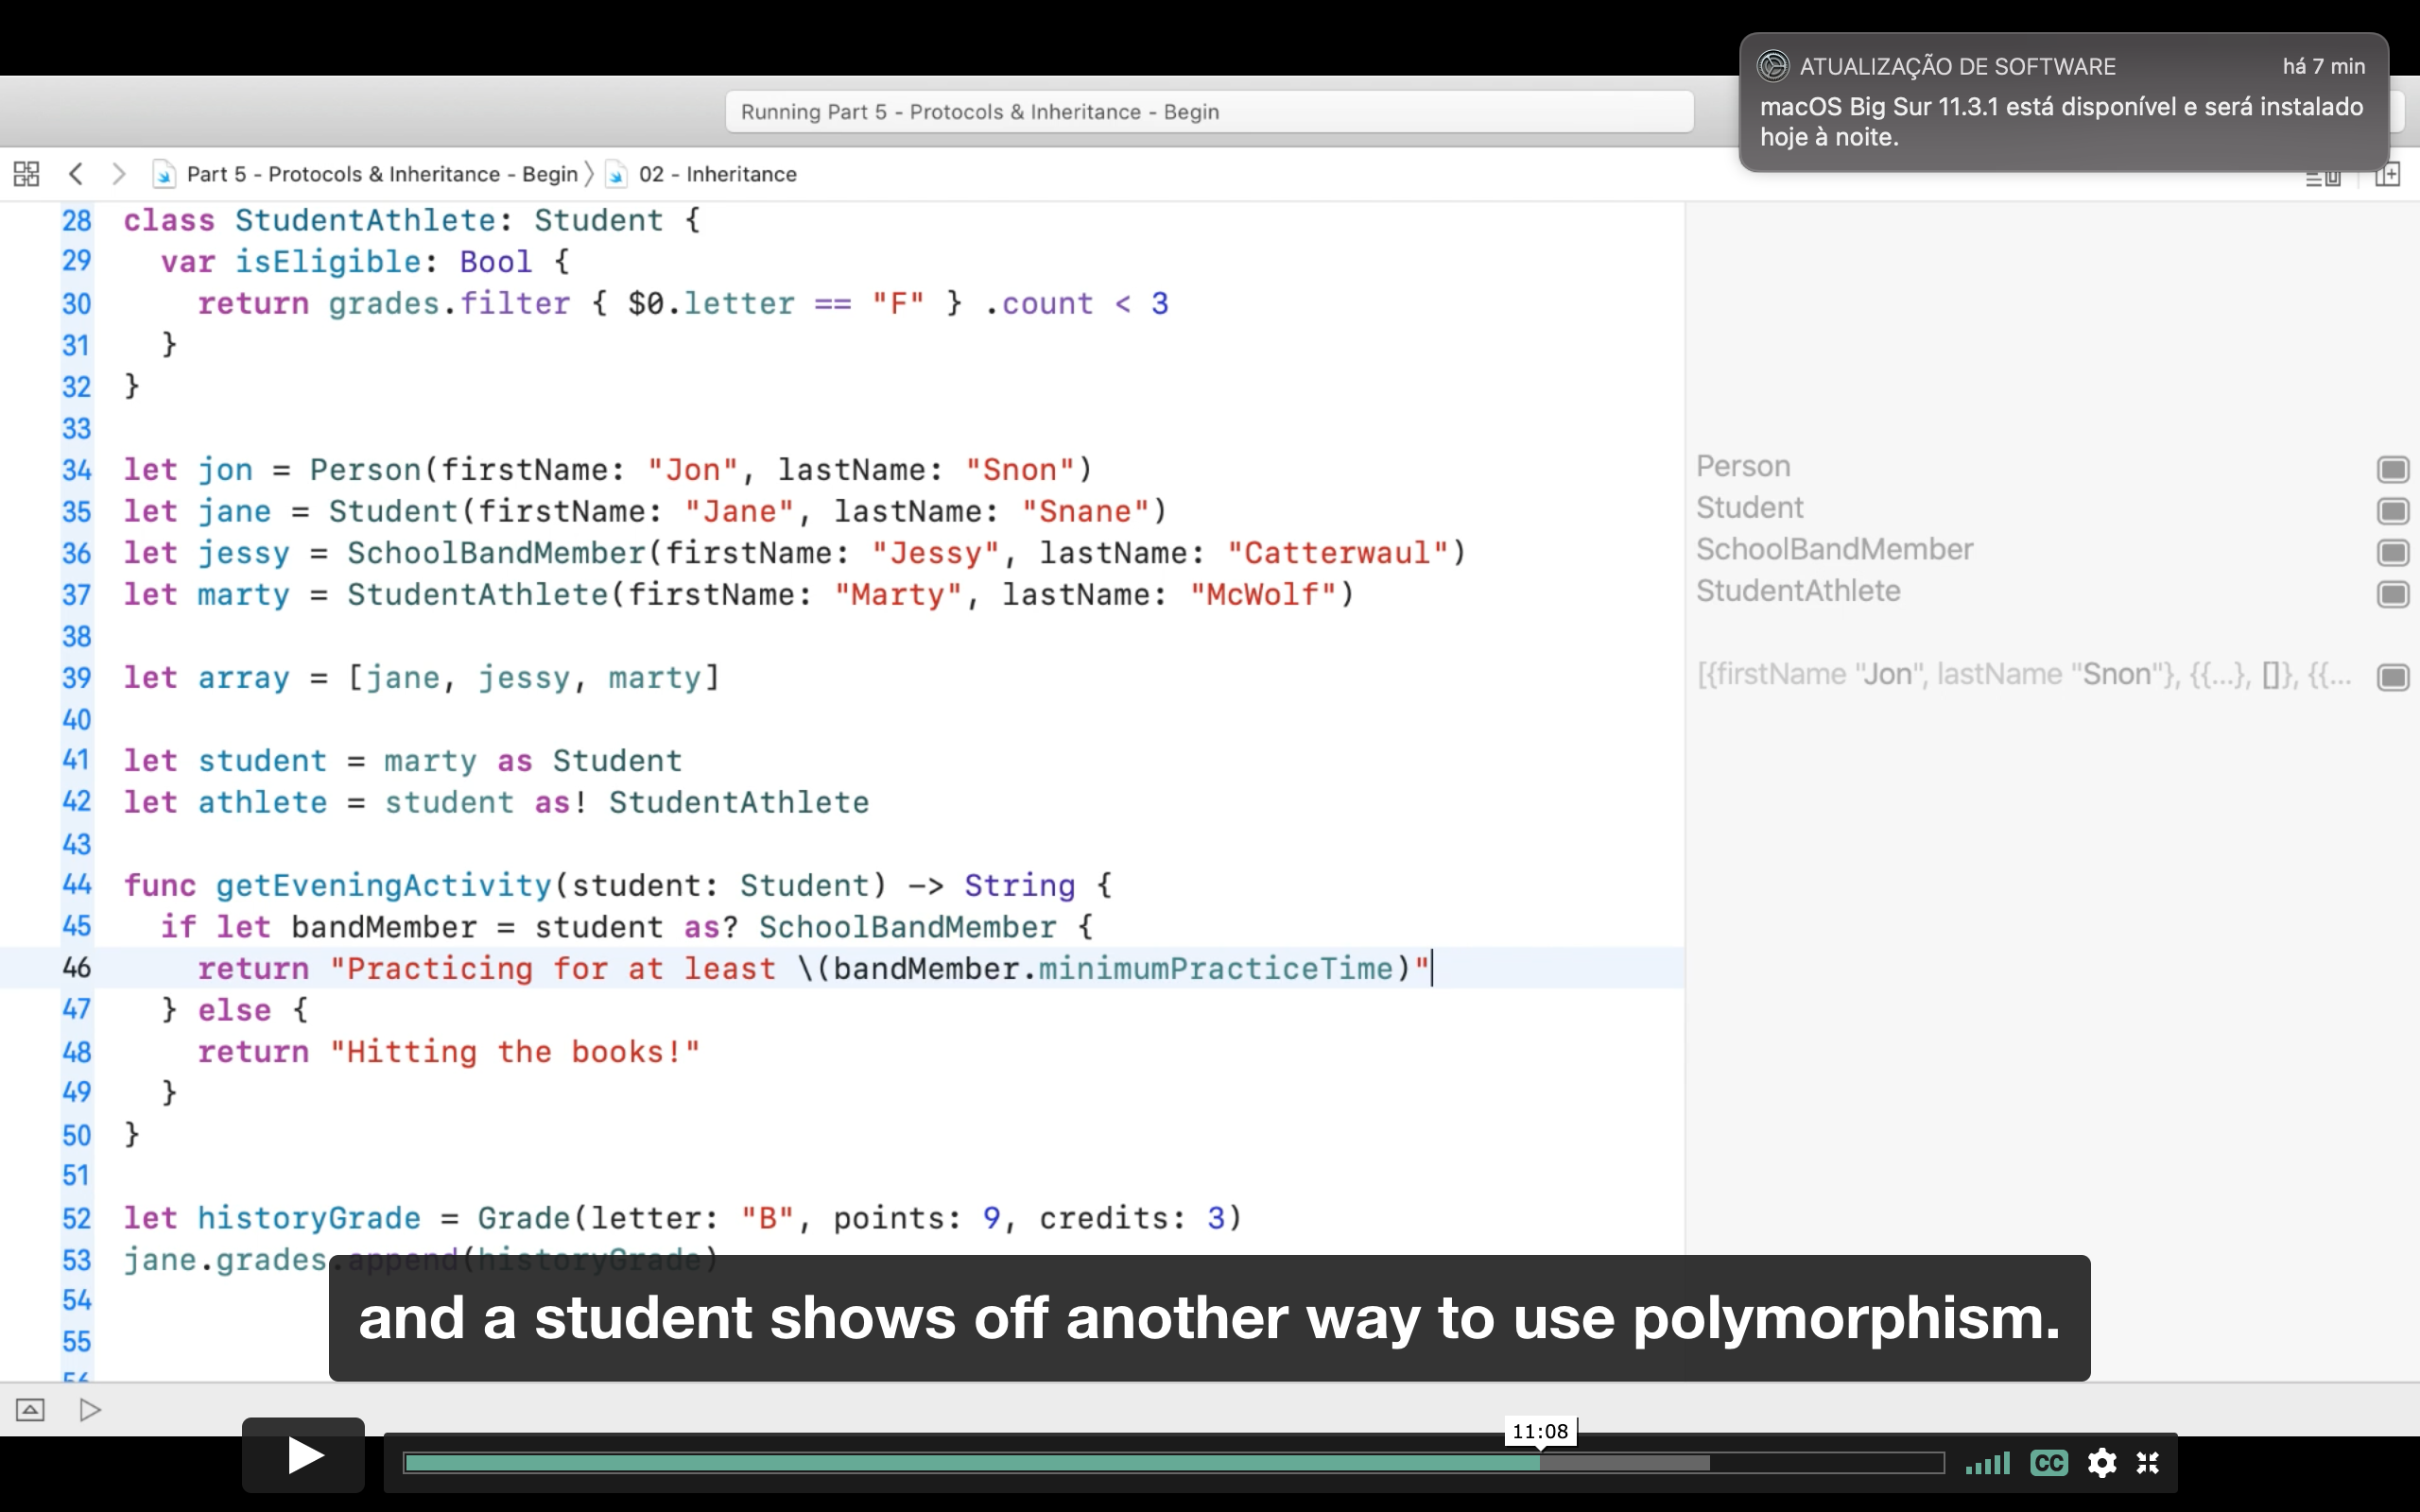 ATUALIZAÇÃO DE SOFTWARE há 7 min
macOS Big Sur 11.3.1 está disponível e será instalado
hoje à noite.
Running Part 5 - Protocols & Inheritance - Begin
Part 5 - Protocols & Inheritance - Begin 02 - Inheritance
28 class StudentAthlete: Student {
29 var isEligible: Bool {
30 return grades.filter { $0.letter == "F" } .count < 3
31 }
32 }
33
34 let jon = Person(firstName: "Jon", lastName: "Snon") Person
35 let jane = Student(firstName: "Jane", lastName: "Snane") Student
36 let jessy = SchoolBandMember(firstName: "Jessy", lastName: "Catterwaul") SchoolBandMember
37 let marty = StudentAthlete(firstName: "Marty", lastName: "McWolf") StudentAthlete
38
39 let array = [jane, jessy, marty] [{firstName "Jon", lastName "Snon"}, {{...}, []}, {{...
40
41 let student = marty as Student
42 let athlete = student as! StudentAthlete
43
44 func getEveningActivity(student: Student) -> String {
45 if let bandMember = student as? SchoolBandMember {
46 return "Practicing for at least \(bandMember.minimumPracticeTime)"
47 } else {
48 return "Hitting the books!"
49 }
50 }
51
52 let historyGrade = Grade(letter: "B", points: 9, credits: 3)
53 jane.grades.append(historyGrade)
54
55
56
and a student shows off another way to use polymorphism.
11:08
CC